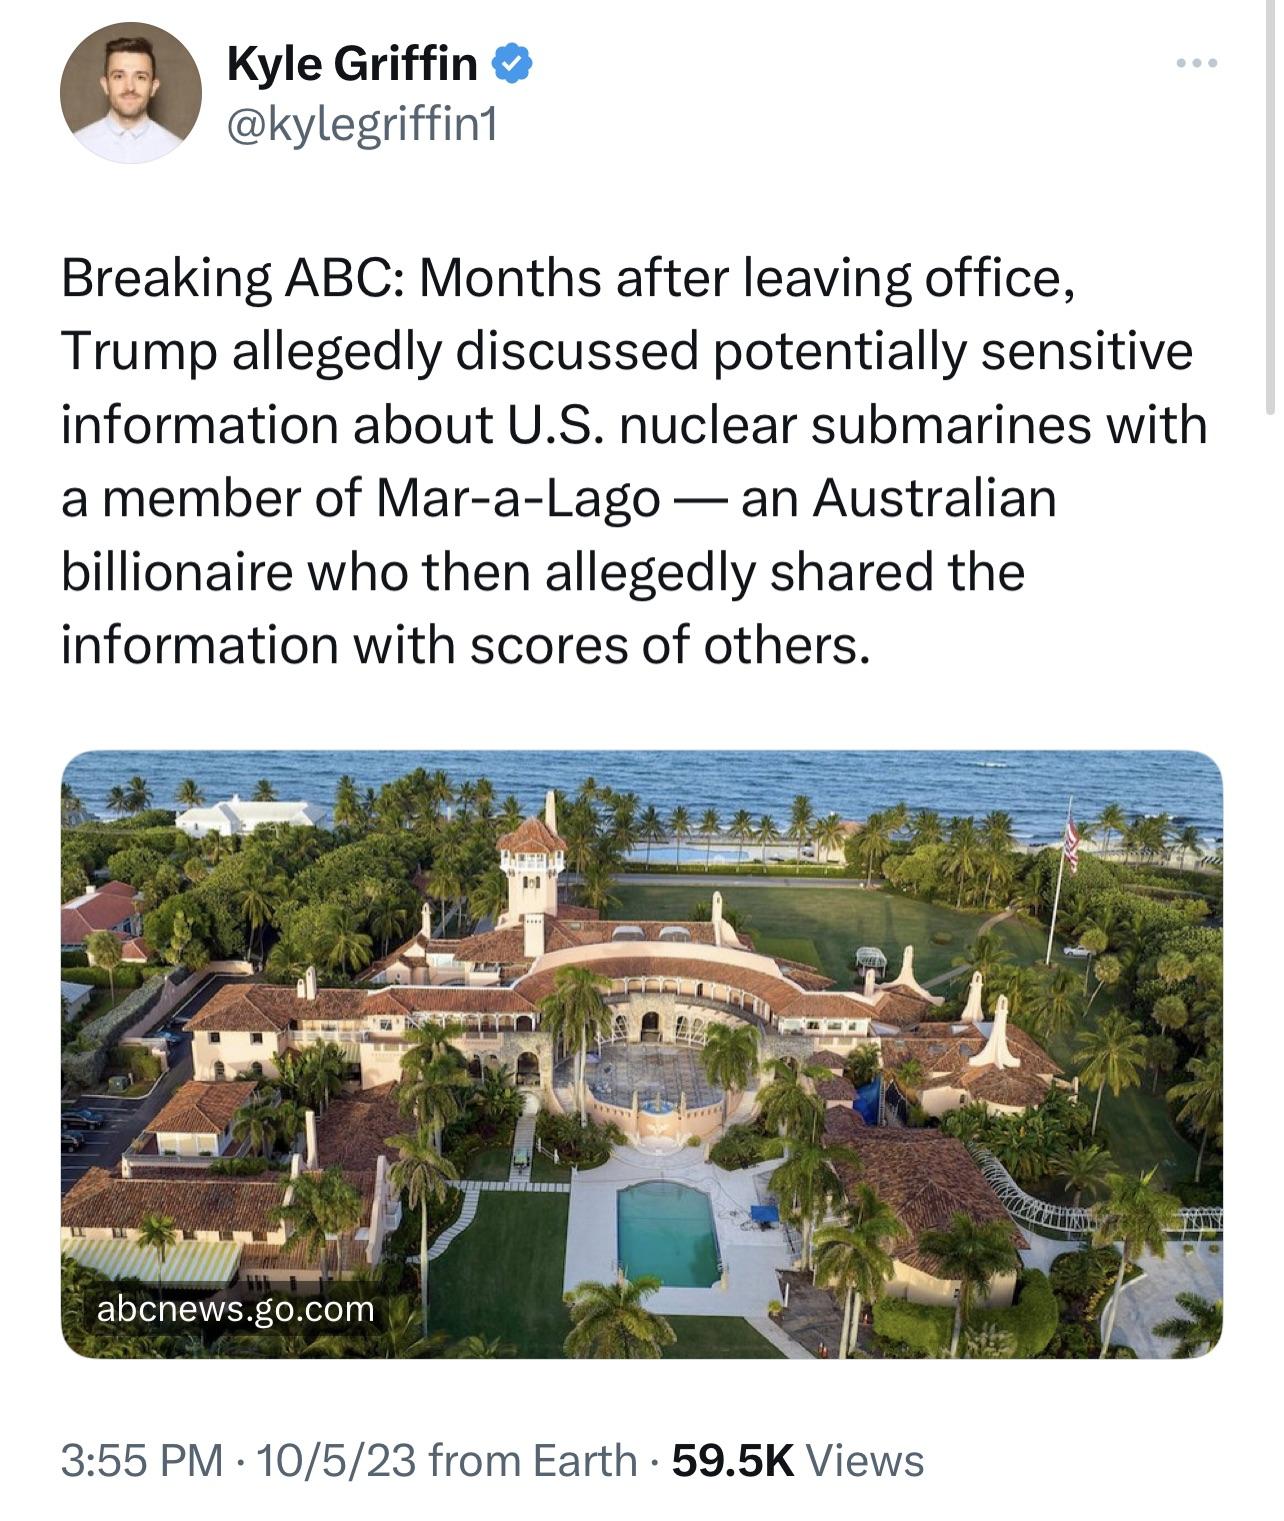 Kyle Griffin
@kylegriffin1
Breaking ABC: Months after leaving office,
Trump allegedly discussed potentially sensitive
information about U.S. nuclear submarines with
a member of Mar-a-Lago — an Australian
billionaire who then allegedly shared the
information with scores of others.
abcnews.go.com
3:55 PM · 10/5/23 from Earth · 59.5K Views